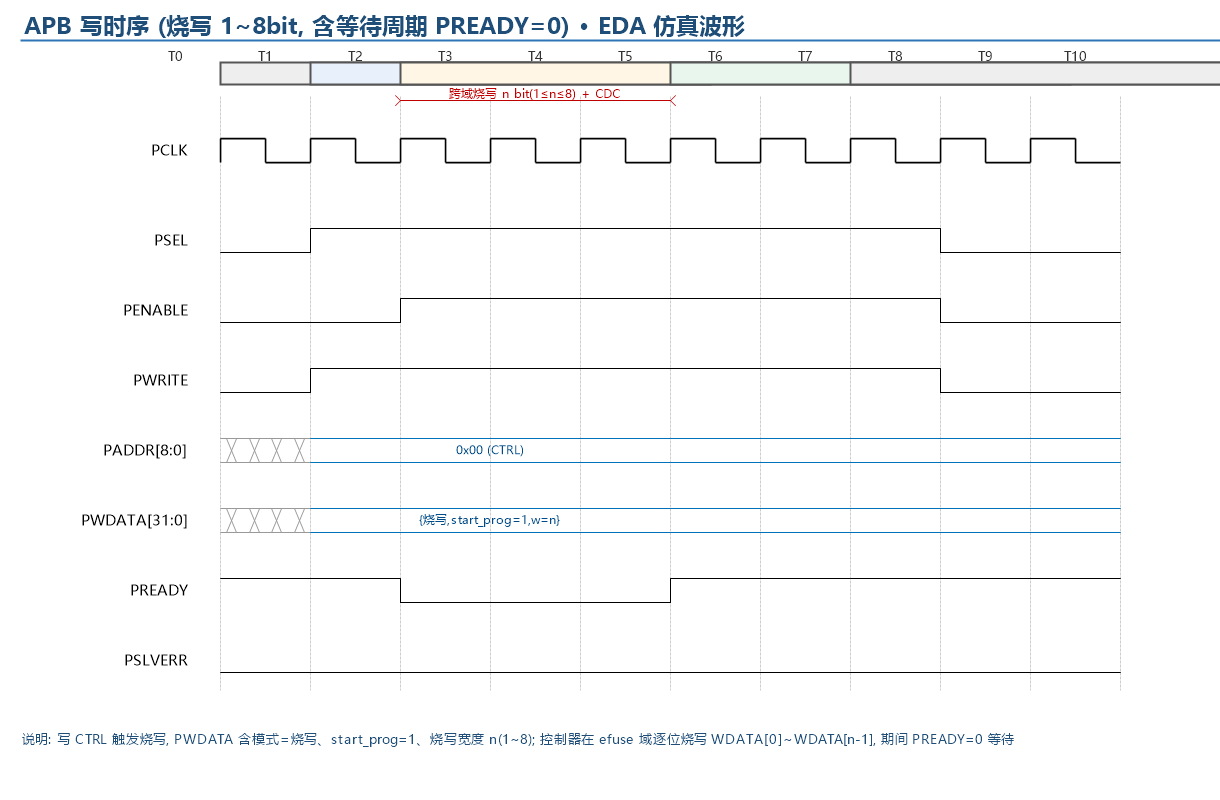 APB 写时序 (烧写 1~8bit, 含等待周期 PREADY=0) • EDA 仿真波形
T0 T1 T2 T3 T4 T5 T6 T7 T8 T9 T10
跨域烧写 n bit(1≤n≤8) + CDC
PCLK
PSEL
PENABLE
PWRITE
PADDR[8:0] 0x00 (CTRL)
PWDATA[31:0] {烧写,start_prog=1,w=n}
PREADY
PSLVERR
说明: 写 CTRL 触发烧写, PWDATA 含模式=烧写、start_prog=1、烧写宽度 n(1~8); 控制器在 efuse 域逐位烧写 WDATA[0]~WDATA[n-1], 期间 PREADY=0 等待